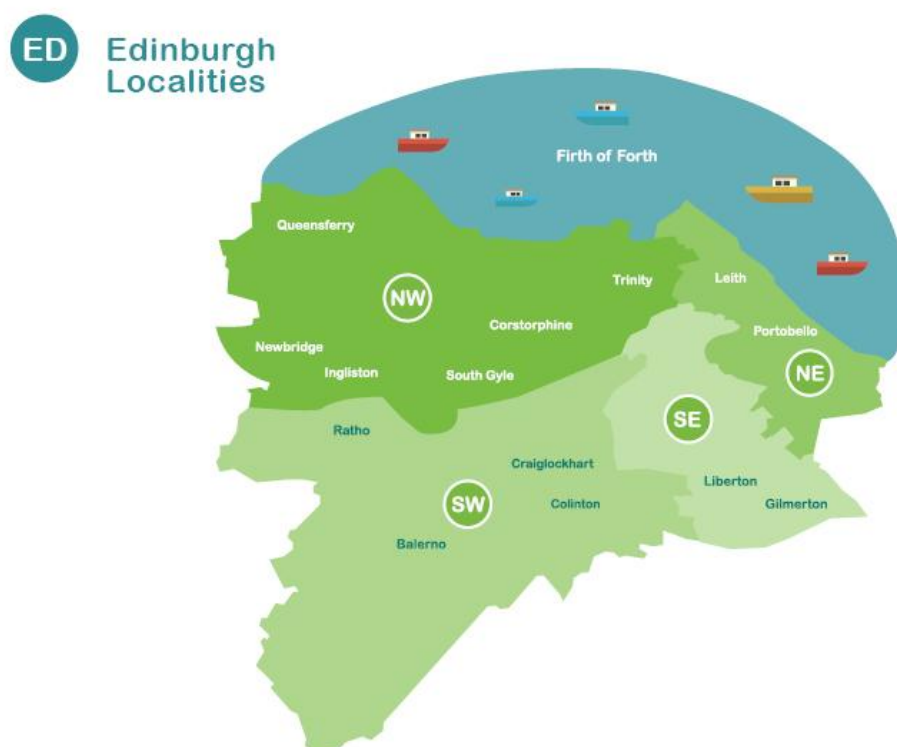 ED
Edinburgh
Localities
Firth of Forth
Queensferry
Trinity
Leith
NW
Corstorphine
Portobello
Newbridge
Ingliston
South Gyle
NE
SE
Ratho
Craiglockhart
Liberton
SW
Colinton
Gilmerton
Balerno